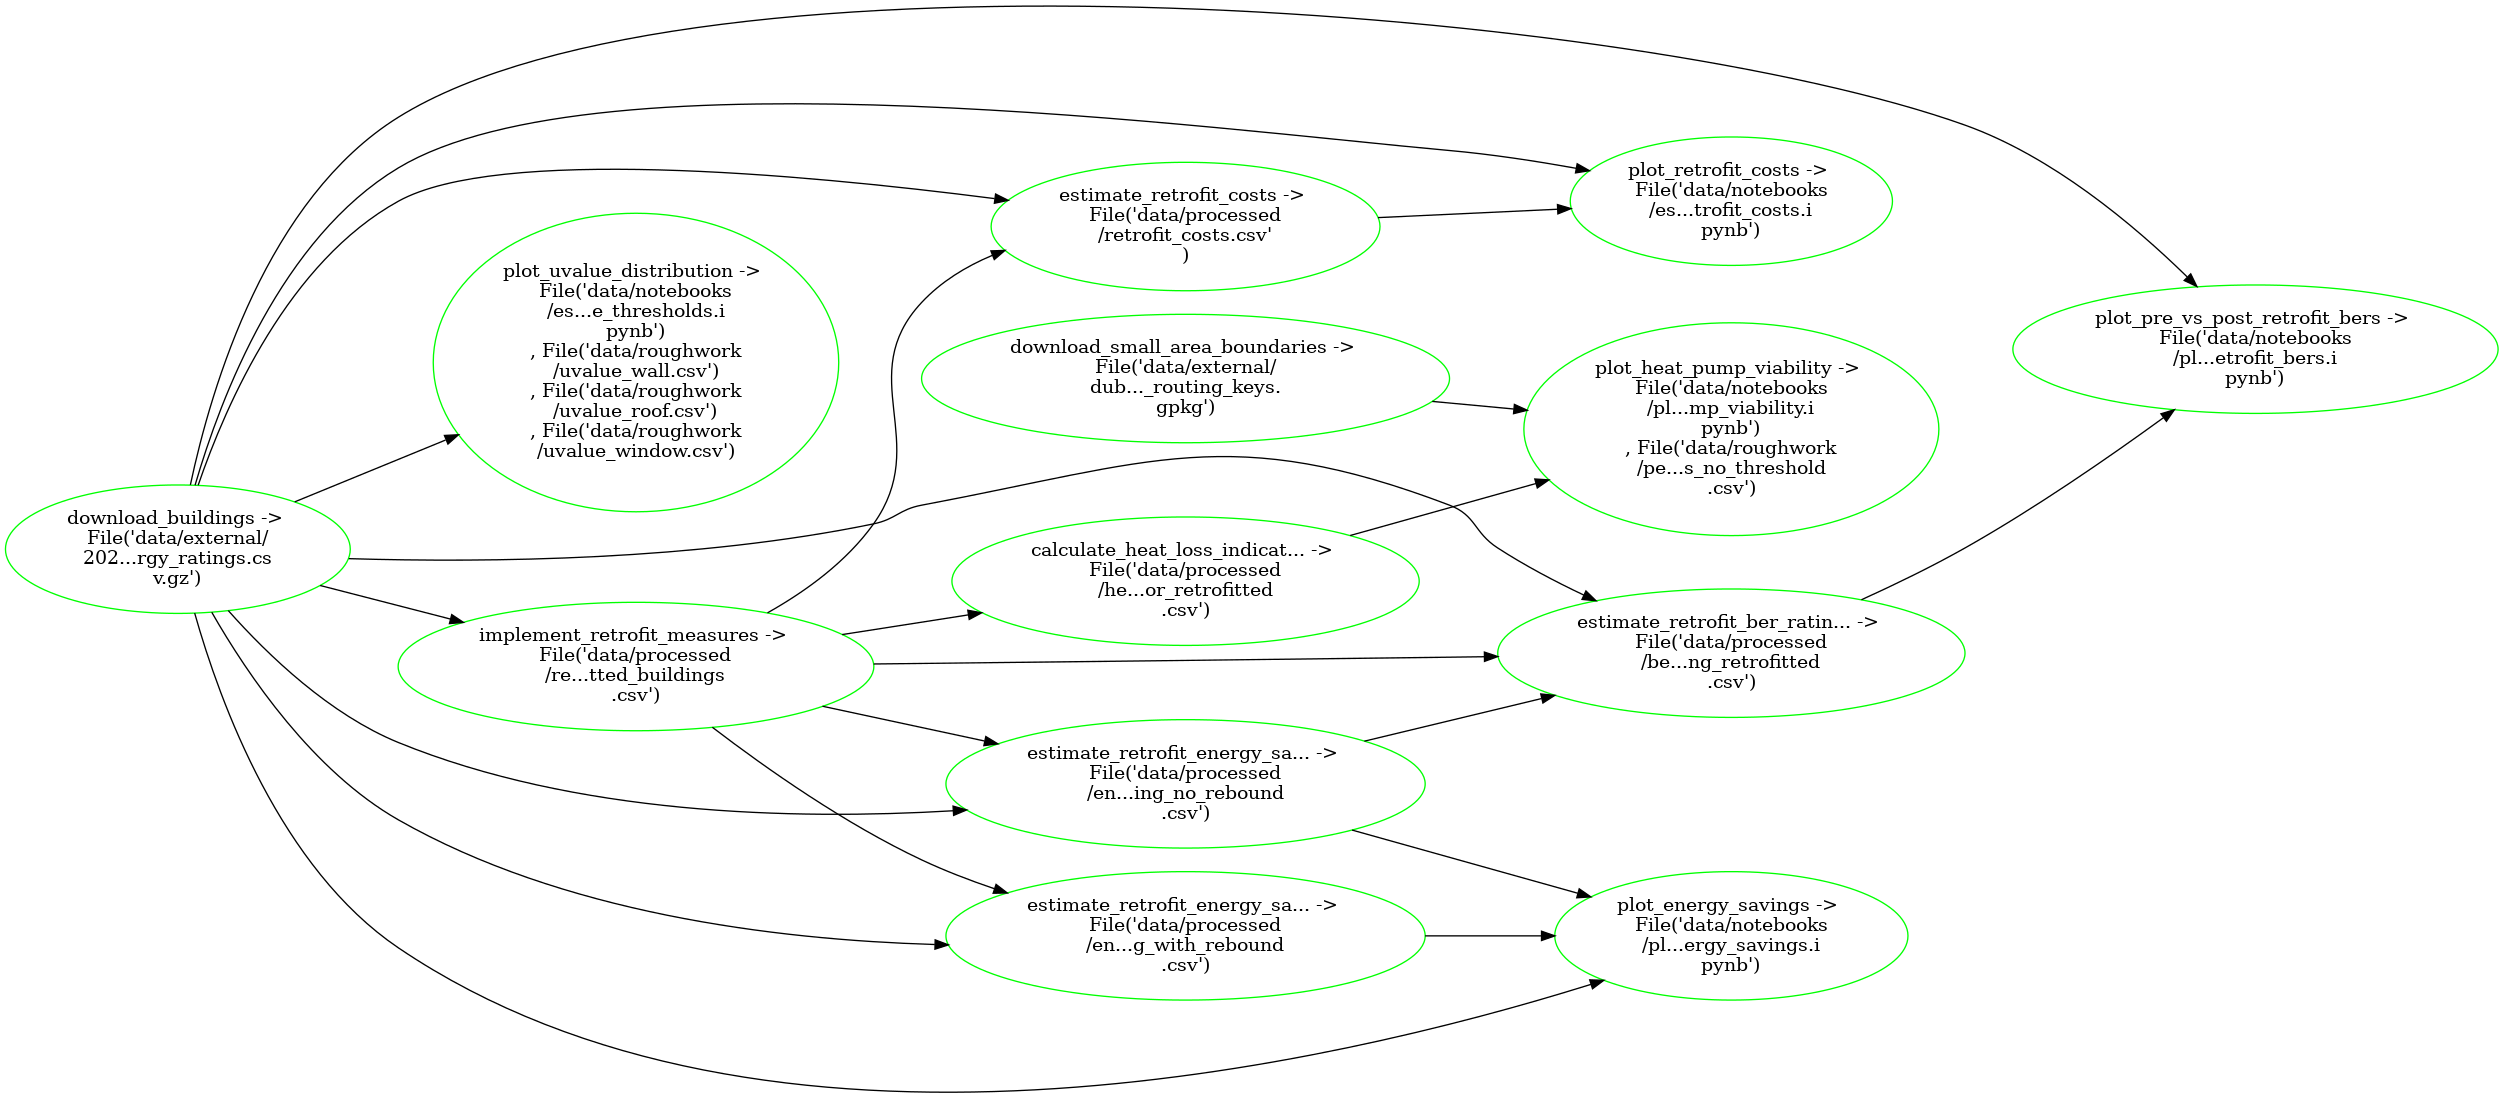 download_buildings ->
File('data/external/
202...rgy_ratings.cs
v.gz')
plot_uvalue_distribution ->
File('data/notebooks
/es...e_thresholds.i
pynb')
, File('data/roughwork
/uvalue_wall.csv')
, File('data/roughwork
/uvalue_roof.csv')
, File('data/roughwork
/uvalue_window.csv')
implement_retrofit_measures ->
File('data/processed
/re...tted_buildings
.csv')
estimate_retrofit_costs ->
File('data/processed
/retrofit_costs.csv'
)
download_small_area_boundaries ->
File('data/external/
dub..._routing_keys.
gpkg')
calculate_heat_loss_indicat... ->
File('data/processed
/he...or_retrofitted
.csv')
estimate_retrofit_energy_sa... ->
File('data/processed
/en...ing_no_rebound
.csv')
estimate_retrofit_energy_sa... ->
File('data/processed
/en...g_with_rebound
.csv')
plot_retrofit_costs ->
File('data/notebooks
/es...trofit_costs.i
pynb')
plot_heat_pump_viability ->
File('data/notebooks
/pl...mp_viability.i
pynb')
, File('data/roughwork
/pe...s_no_threshold
.csv')
estimate_retrofit_ber_ratin... ->
File('data/processed
/be...ng_retrofitted
.csv')
plot_energy_savings ->
File('data/notebooks
/pl...ergy_savings.i
pynb')
plot_pre_vs_post_retrofit_bers ->
File('data/notebooks
/pl...etrofit_bers.i
pynb')